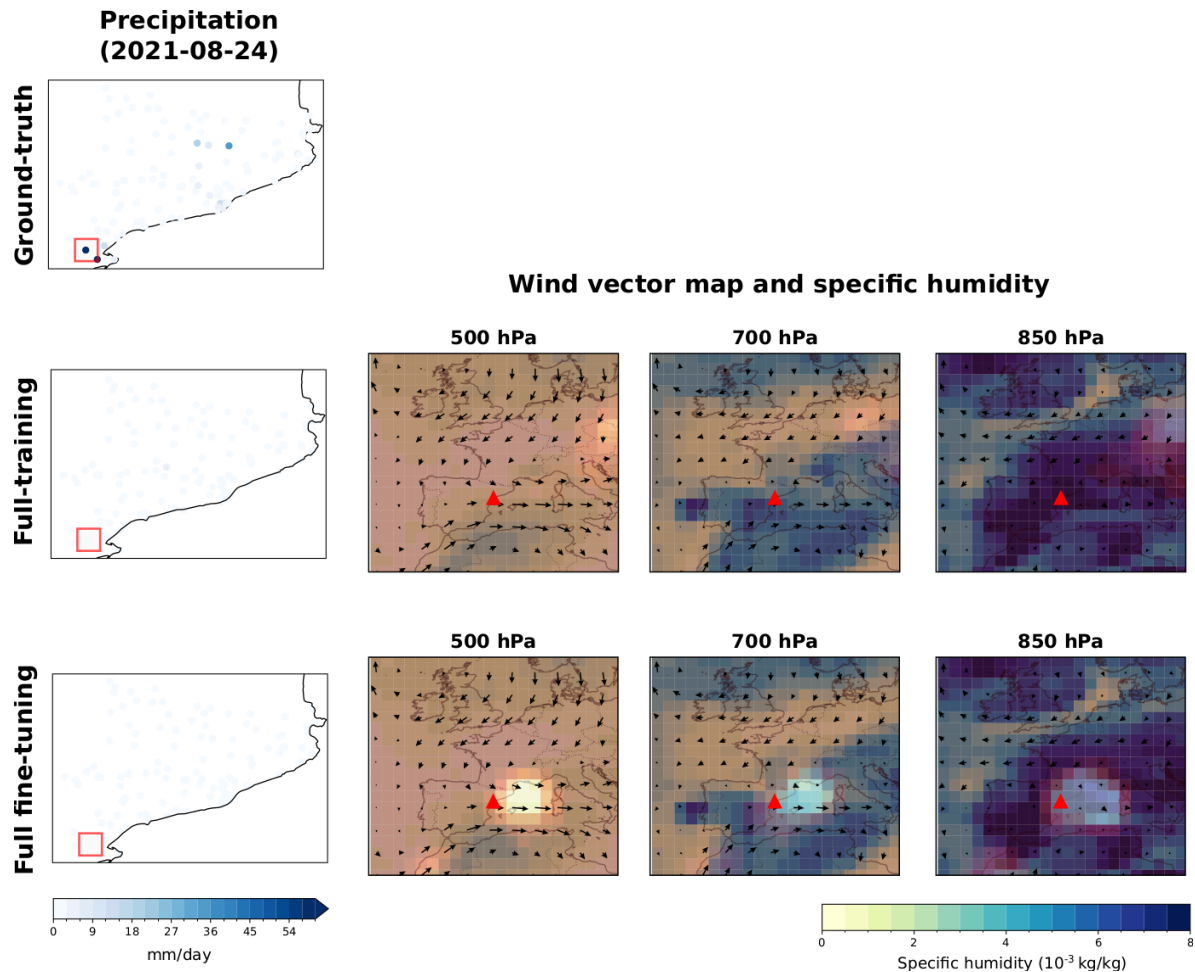 Precipitation
(2021-08-24)
Ground-truth
Wind vector map and specific humidity
Full-training
500 hPa
700 hPa
850 hPa
Full fine-tuning
500 hPa
700 hPa
850 hPa
0 9 18 27 36 45 54
mm/day
0 2 4 6 8
Specific humidity (10⁻³ kg/kg)